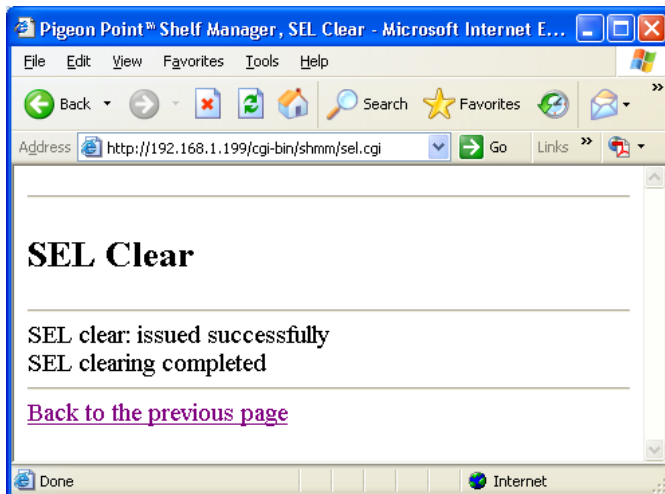 Pigeon Point™ Shelf Manager, SEL Clear - Microsoft Internet E...
File Edit View Favorites Tools Help
Back Search Favorites »
Address http://192.168.1.199/cgi-bin/shmm/sel.cgi Go Links »
SEL Clear
SEL clear: issued successfully
SEL clearing completed
Back to the previous page
Done Internet